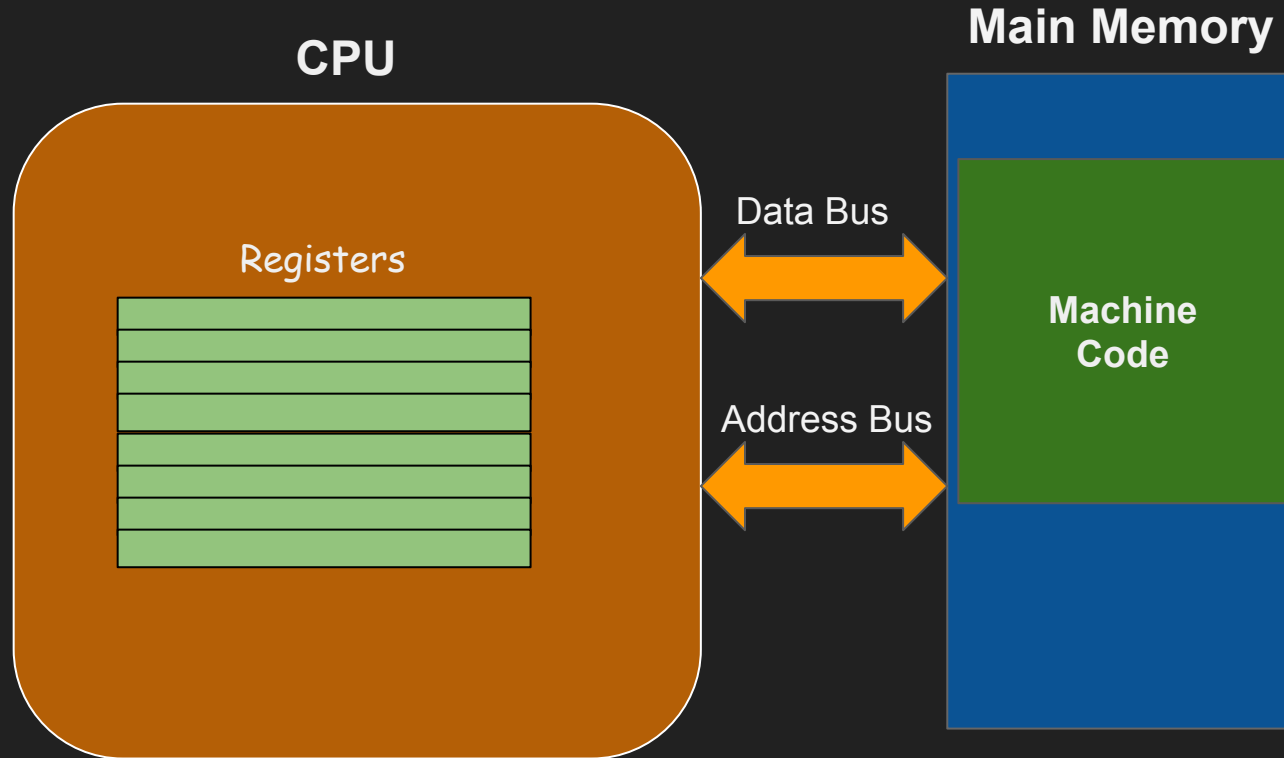 CPU
Main Memory
Registers
Data Bus
Address Bus
Machine
Code